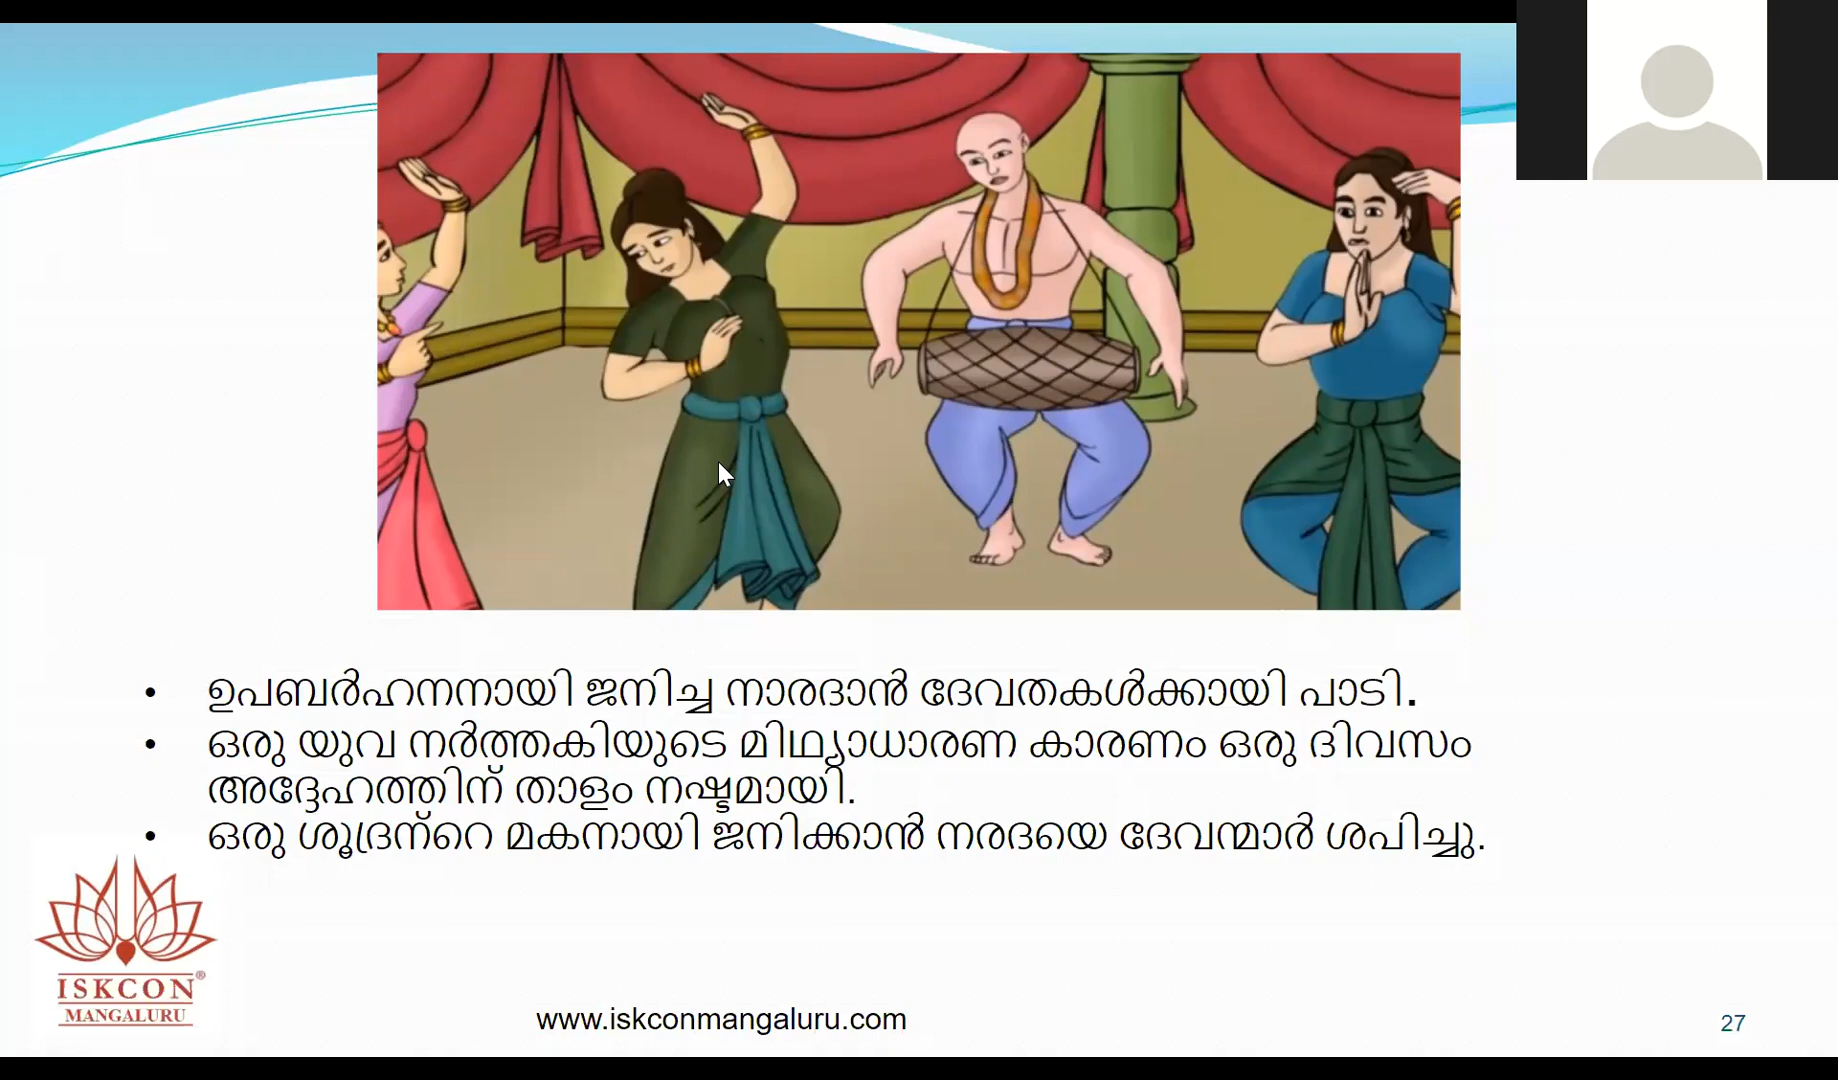 • ഉപബർഹനനായി ജനിച്ച നാരദാൻ ദേവതകൾക്കായി പാടി.
• ഒരു യുവ നർത്തകിയുടെ മിഥ്യാധാരണ കാരണം ഒരു ദിവസം
അദ്ദേഹത്തിന് താളം നഷ്ടമായി.
• ഒരു ശൂദ്രന്റെ മകനായി ജനിക്കാൻ നരദയെ ദേവന്മാർ ശപിച്ചു.
ISKCON®
MANGALURU
www.iskconmangaluru.com
27